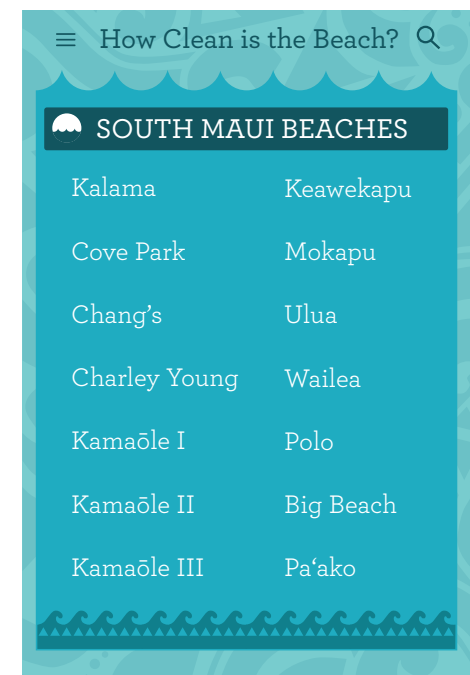 How Clean is the Beach?
SOUTH MAUI BEACHES
Kalama
Cove Park
Chang’s
Charley Young
Kamaōle I
Kamaōle II
Kamaōle III
Keawekapu
Mokapu
Ulua
Wailea
Polo
Big Beach
Pa‘ako